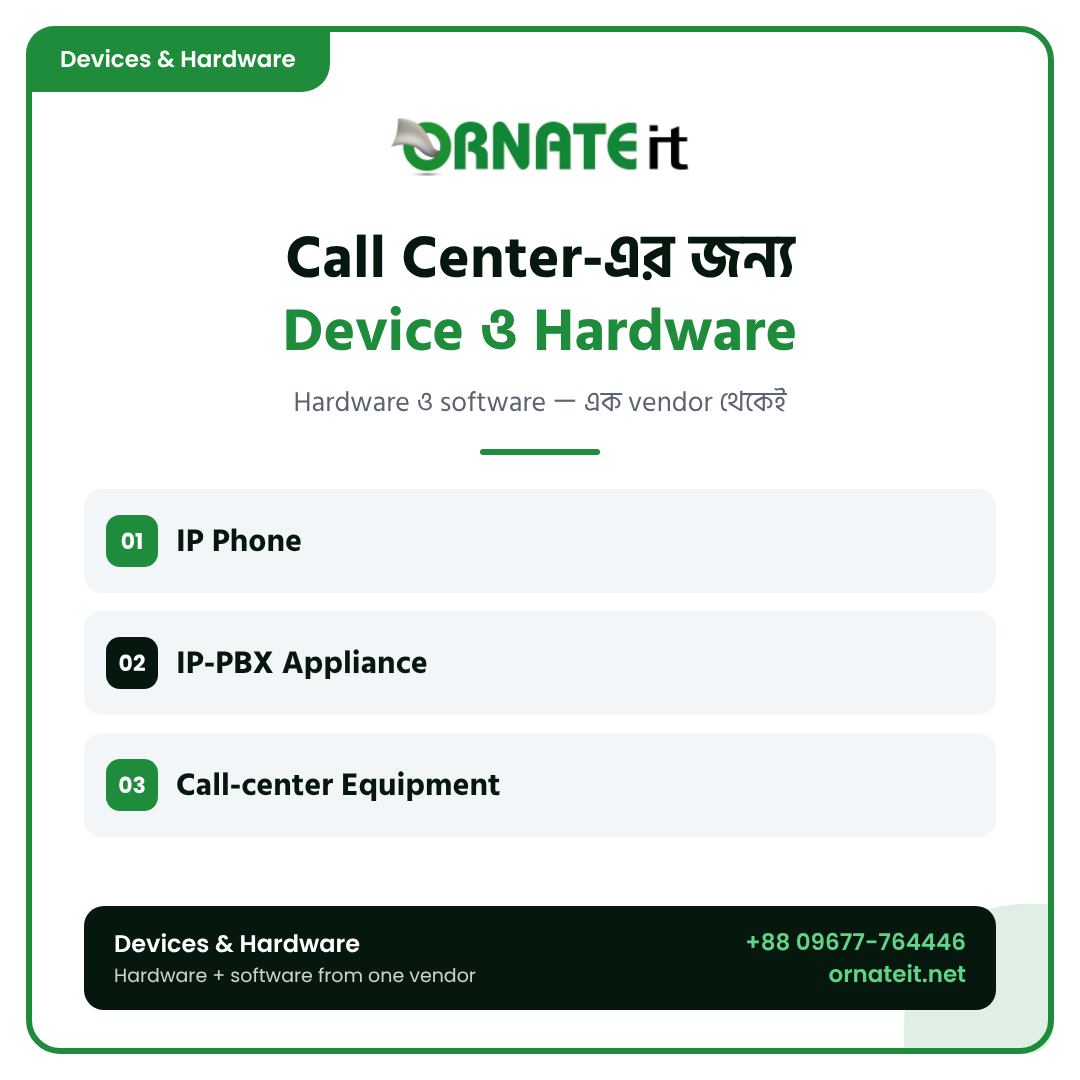 Devices & Hardware
ORNATE it
Call Center-এর জন্য
Device ও Hardware
Hardware ও software — এক vendor থেকেই
01 IP Phone
02 IP-PBX Appliance
03 Call-center Equipment
Devices & Hardware
Hardware + software from one vendor
+88 09677-764446
ornateit.net